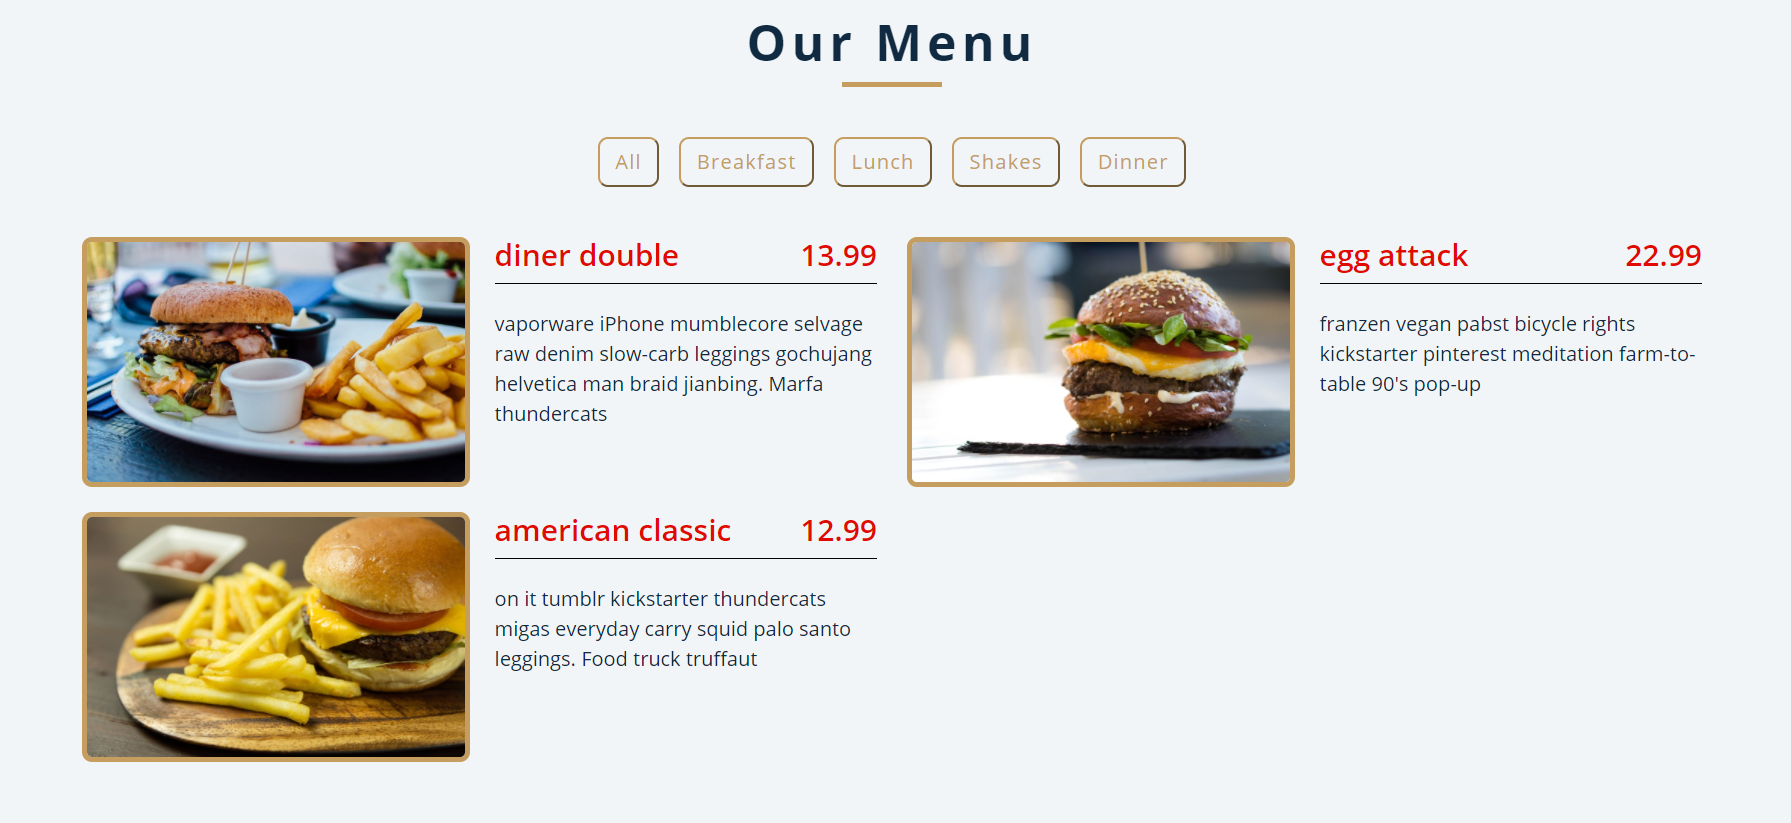 Our Menu
All
Breakfast
Lunch
Shakes
Dinner
diner double 13.99
vaporware iPhone mumblecore selvage
raw denim slow-carb leggings gochujang
helvetica man braid jianbing. Marfa
thundercats
egg attack 22.99
franzen vegan pabst bicycle rights
kickstarter pinterest meditation farm-to-
table 90's pop-up
american classic 12.99
on it tumblr kickstarter thundercats
migas everyday carry squid palo santo
leggings. Food truck truffaut